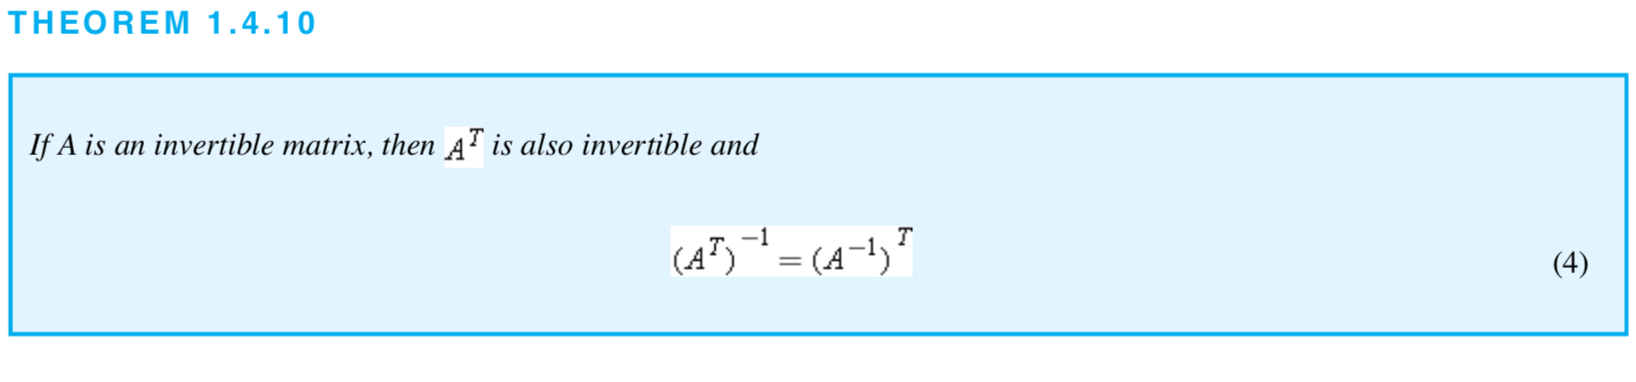 THEOREM 1.4.10
If A is an invertible matrix, then A^T is also invertible and
(A^T)^{-1} = (A^{-1})^T (4)